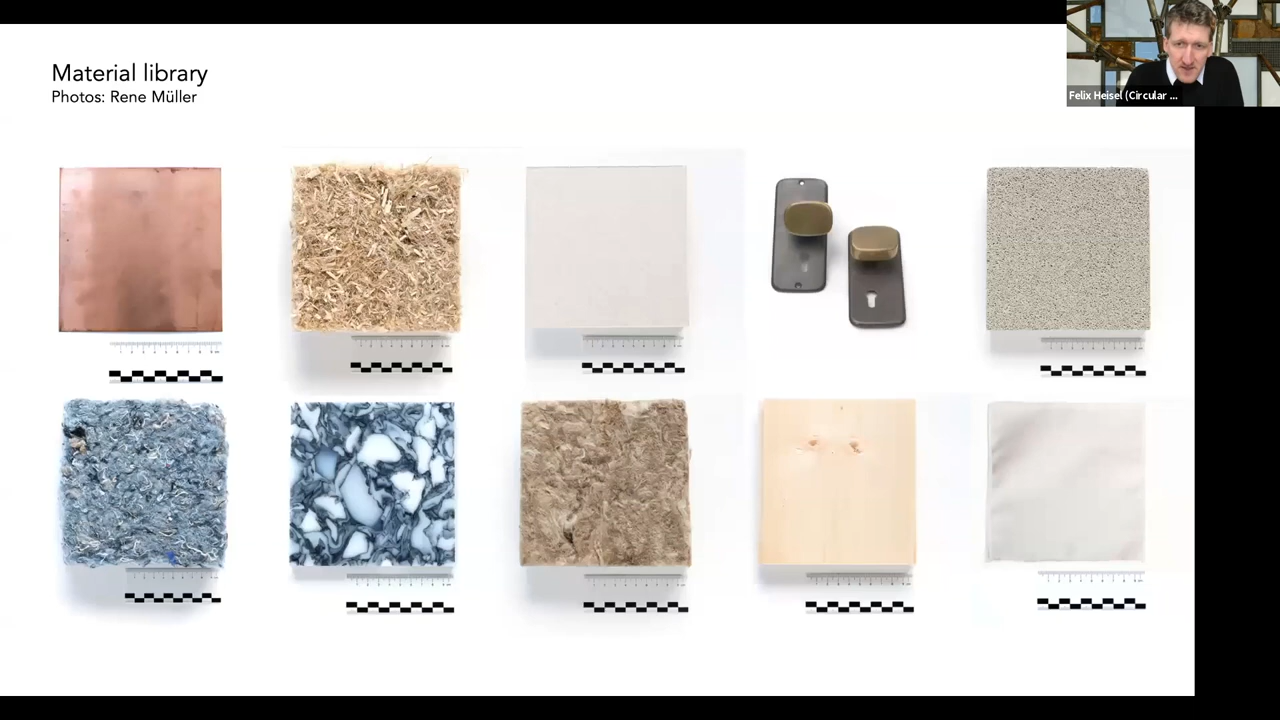 Material library
Photos: Rene Müller
Felix Heisel (Circular ...